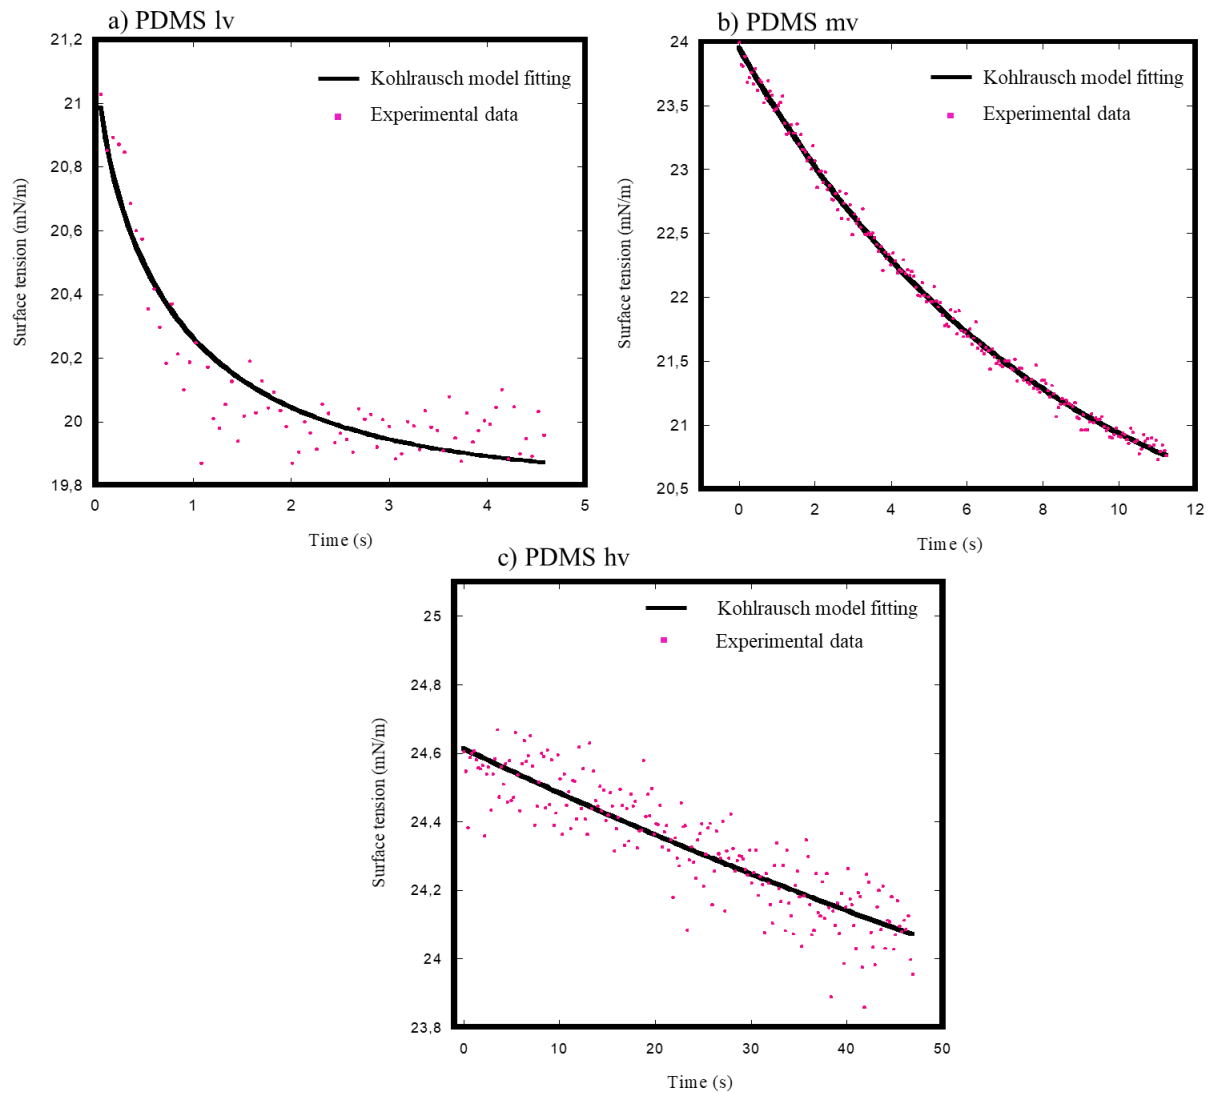 a) PDMS lv
21,2
21
20,8
20,6
20,4
20,2
20
19,8
0 1 2 3 4 5
Surface tension (mN/m)
Time (s)
Kohlrausch model fitting
Experimental data
b) PDMS mv
24
23,5
23
22,5
22
21,5
21
20,5
0 2 4 6 8 10 12
Surface tension (mN/m)
Time (s)
Kohlrausch model fitting
Experimental data
c) PDMS hv
25
24,8
24,6
24,4
24,2
24
23,8
0 10 20 30 40 50
Surface tension (mN/m)
Time (s)
Kohlrausch model fitting
Experimental data